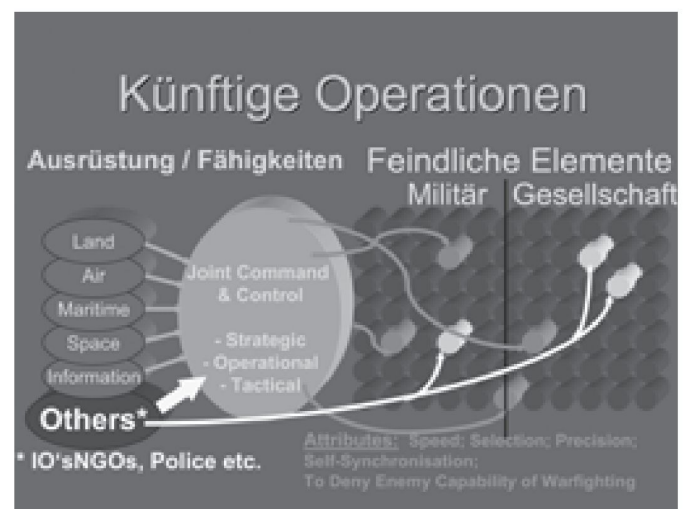 Künftige Operationen
Ausrüstung / Fähigkeiten
Feindliche Elemente
Militär
Gesellschaft
Land
Air
Maritime
Space
Information
Others*
Joint Command
& Control
- Strategic
- Operational
- Tactical
* IO'sNGOs, Police etc.
Attributes: Speed; Selection; Precision;
Self-Synchronisation;
To Deny Enemy Capability of Warfighting